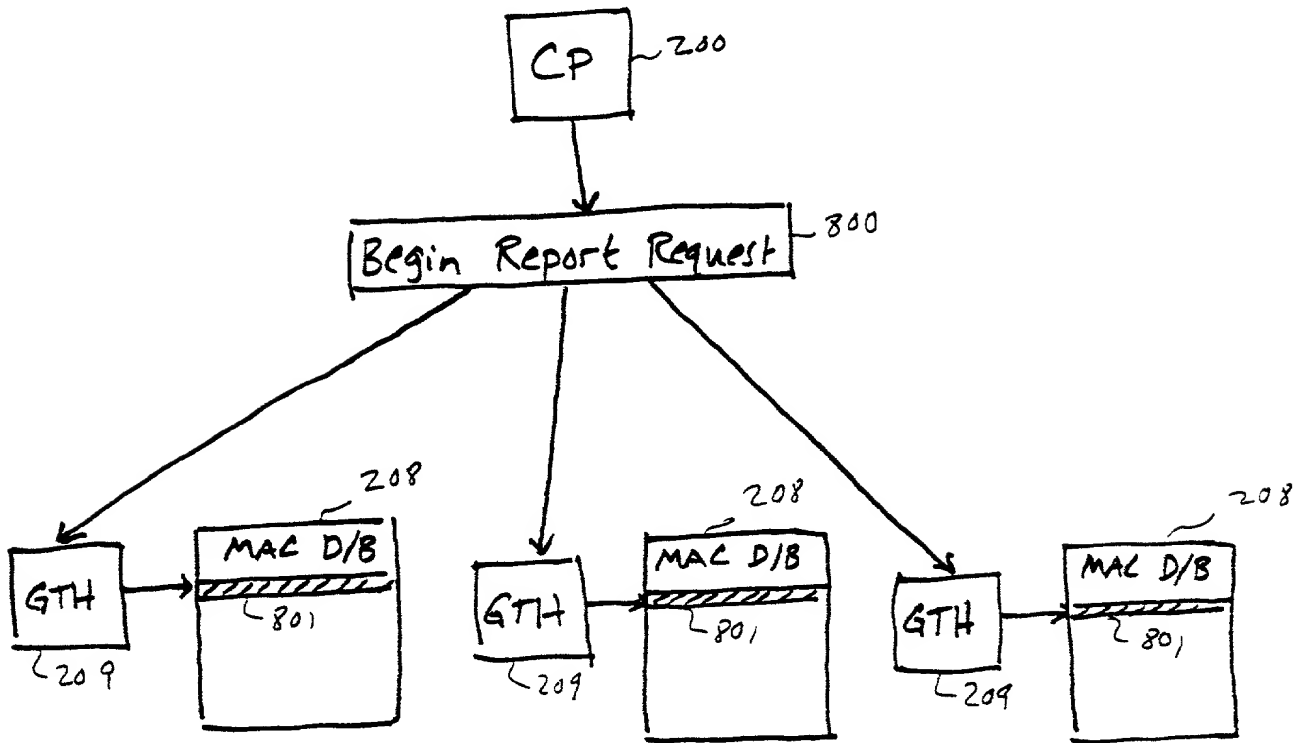 CP
200
Begin Report Request
800
208
208
208
MAC D/B
MAC D/B
MAC D/B
GTH
GTH
GTH
801
801
801
209
209
209